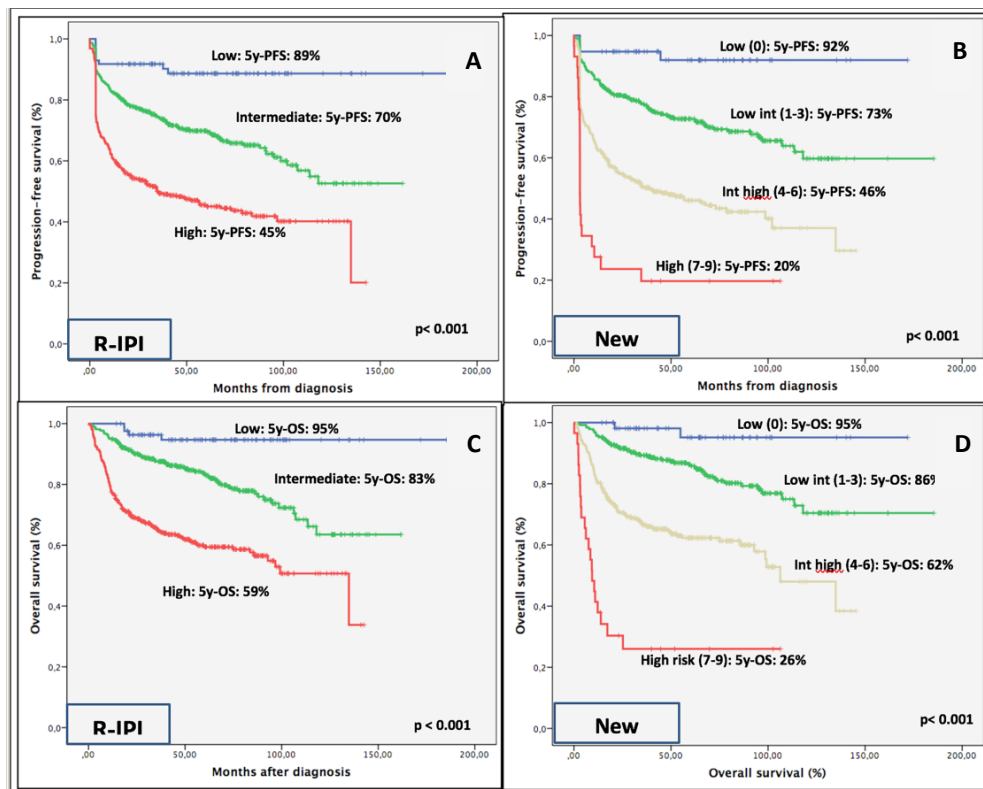 A
Low: 5y-PFS: 89%
Intermediate: 5y-PFS: 70%
High: 5y-PFS: 45%
R-IPI
p< 0.001
Progression-free survival (%)
1,0
0,8
0,6
0,4
0,2
0,0
,00 50,00 100,00 150,00 200,00
Months from diagnosis
B
Low (0): 5y-PFS: 92%
Low int (1-3): 5y-PFS: 73%
Int high (4-6): 5y-PFS: 46%
High (7-9): 5y-PFS: 20%
New
p< 0.001
Progression-free survival (%)
1,0
0,8
0,6
0,4
0,2
0,0
,00 50,00 100,00 150,00 200,00
Months from diagnosis
C
Low: 5y-OS: 95%
Intermediate: 5y-OS: 83%
High: 5y-OS: 59%
R-IPI
p < 0.001
Overall survival (%)
1,0
0,8
0,6
0,4
0,2
0,0
,00 50,00 100,00 150,00 200,00
Months after diagnosis
D
Low (0): 5y-OS: 95%
Low int (1-3): 5y-OS: 86%
Int high (4-6): 5y-OS: 62%
High risk (7-9): 5y-OS: 26%
New
p< 0.001
Overall survival (%)
1,0
0,8
0,6
0,4
0,2
0,0
,00 50,00 100,00 150,00 200,00
Overall survival (%)